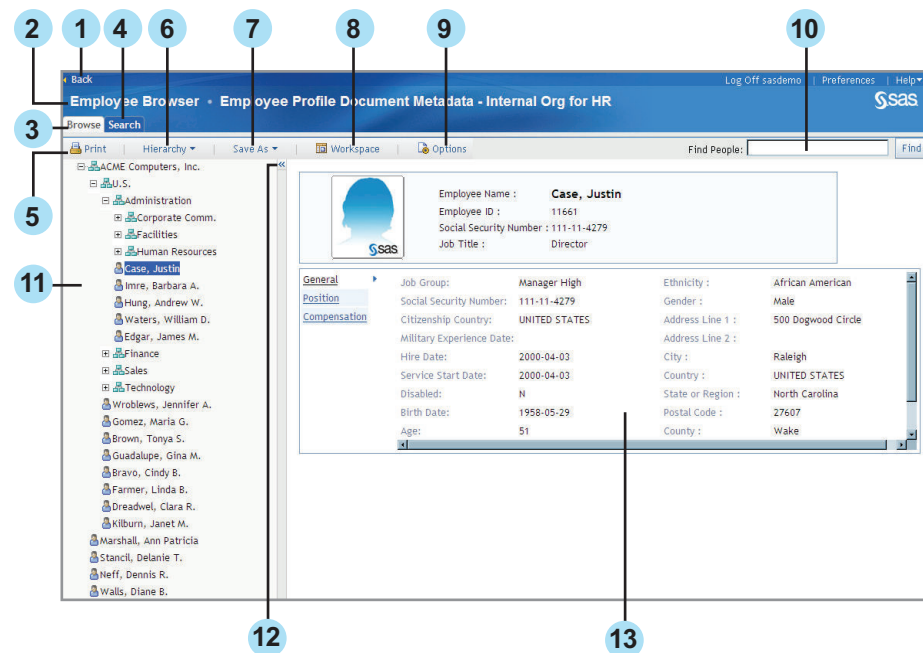 2 1 4 6 7 8 9 10
Back
Log Off sasdemo | Preferences | Help
Employee Browser • Employee Profile Document Metadata - Internal Org for HR
sas
3
Browse Search
Print | Hierarchy | Save As | Workspace | Options
Find People: Find
5
11
ACME Computers, Inc.
U.S.
Administration
Corporate Comm.
Facilities
Human Resources
Case, Justin
Imre, Barbara A.
Hung, Andrew W.
Waters, William D.
Edgar, James M.
Finance
Sales
Technology
Wroblews, Jennifer A.
Gomez, Maria G.
Brown, Tonya S.
Guadalupe, Gina M.
Bravo, Cindy B.
Farmer, Linda B.
Dreadwel, Clara R.
Kilburn, Janet M.
Marshall, Ann Patricia
Stancil, Delanie T.
Neff, Dennis R.
Walls, Diane B.
«
sas
Employee Name : Case, Justin
Employee ID : 11661
Social Security Number : 111-11-4279
Job Title : Director
General
Position
Compensation
Job Group: Manager High
Social Security Number: 111-11-4279
Citizenship Country: UNITED STATES
Military Experience Date:
Hire Date: 2000-04-03
Service Start Date: 2000-04-03
Disabled: N
Birth Date: 1958-05-29
Age: 51
Ethnicity : African American
Gender : Male
Address Line 1 : 500 Dogwood Circle
Address Line 2 :
City : Raleigh
Country : UNITED STATES
State or Region : North Carolina
Postal Code : 27607
County : Wake
12 13